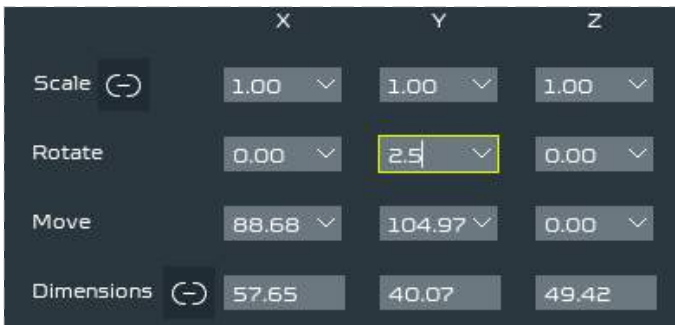 X Y Z
Scale 1.00 1.00 1.00
Rotate 0.00 2.5 0.00
Move 88.68 104.97 0.00
Dimensions 57.65 40.07 49.42